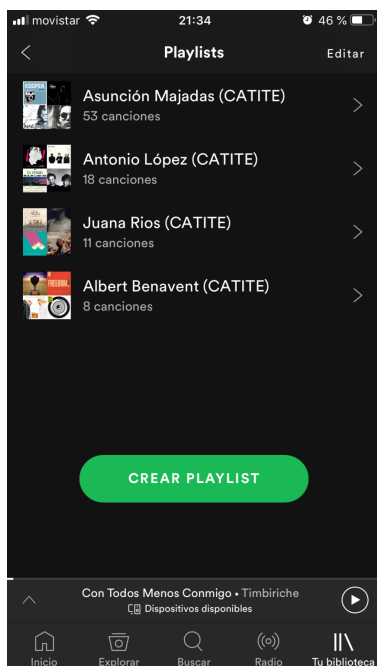 movistar 21:34 46 %
Playlists Editar
Asunción Majadas (CATITE)
53 canciones
Antonio López (CATITE)
18 canciones
Juana Rios (CATITE)
11 canciones
FREEDOM.
Albert Benavent (CATITE)
8 canciones
CREAR PLAYLIST
Con Todos Menos Conmigo • Timbiriche
Dispositivos disponibles
Inicio Explorar Buscar Radio Tu biblioteca